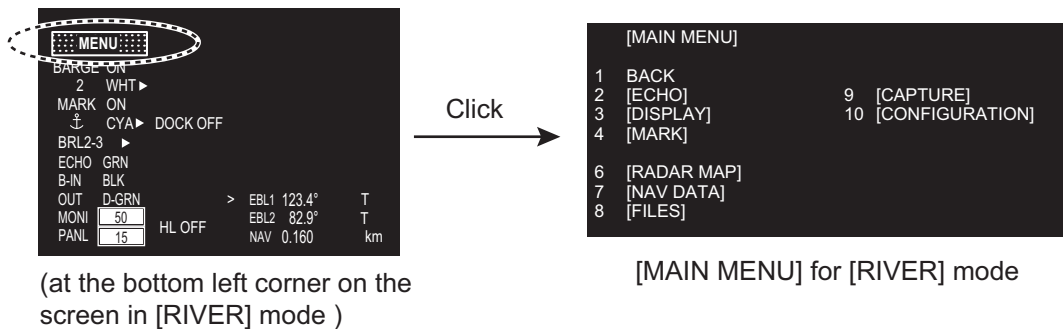 MENU
BARGE ON
2 WHT▶
MARK ON
⚓ CYA▶ DOCK OFF
BRL2-3 ▶
ECHO GRN
B-IN BLK
OUT D-GRN > EBL1 123.4° T
MONI 50 HL OFF EBL2 82.9° T
PANL 15 NAV 0.160 km
(at the bottom left corner on the
screen in [RIVER] mode )
Click
[MAIN MENU]
1 BACK
2 [ECHO] 9 [CAPTURE]
3 [DISPLAY] 10 [CONFIGURATION]
4 [MARK]
6 [RADAR MAP]
7 [NAV DATA]
8 [FILES]
[MAIN MENU] for [RIVER] mode